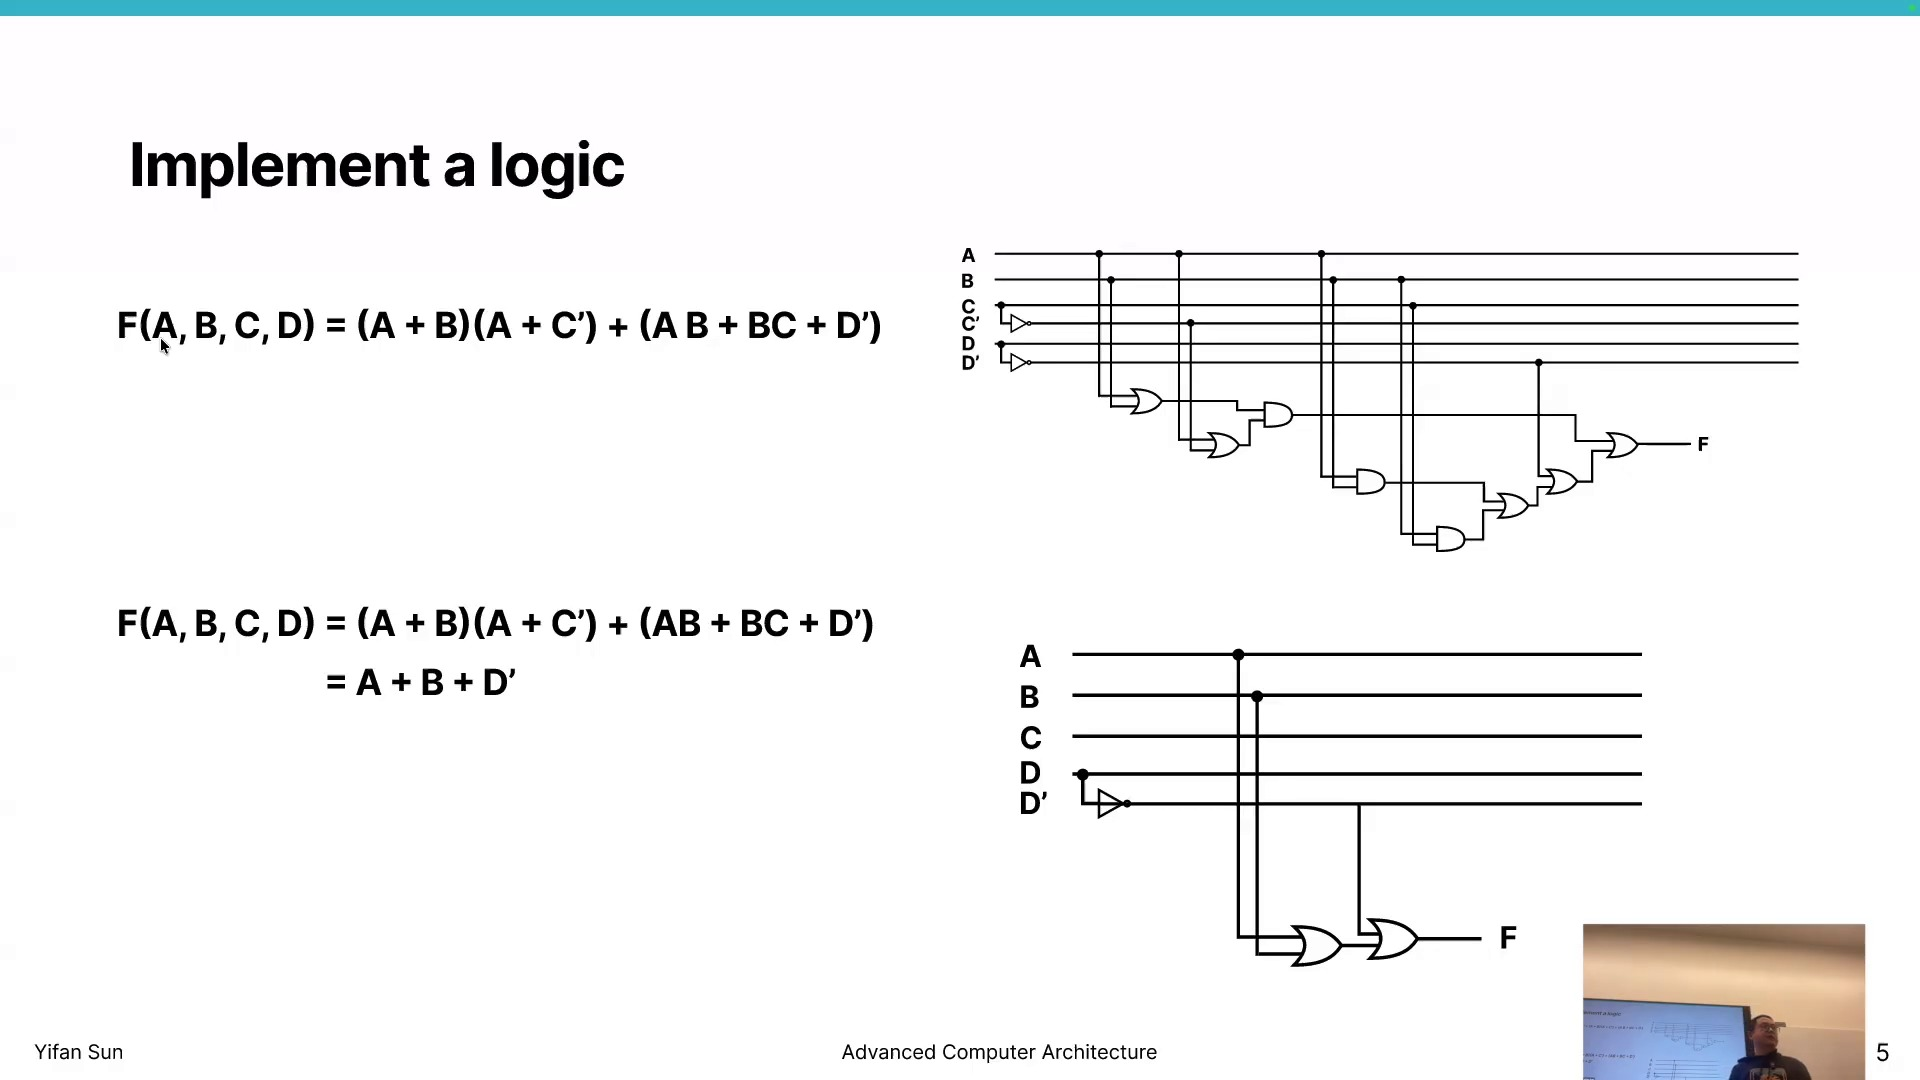 Implement a logic
F(A, B, C, D) = (A + B)(A + C’) + (A B + BC + D’)
A
B
C
C’
D
D’
F
F(A, B, C, D) = (A + B)(A + C’) + (AB + BC + D’)
= A + B + D’
A
B
C
D
D’
F
Yifan Sun
Advanced Computer Architecture
5